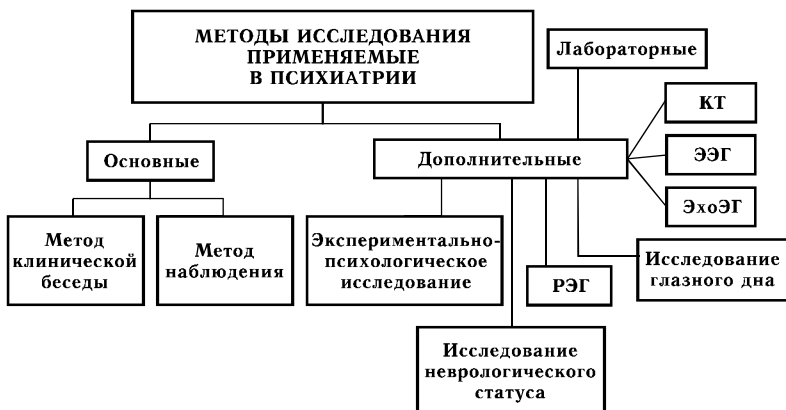 МЕТОДЫ ИССЛЕДОВАНИЯ
ПРИМЕНЯЕМЫЕ
В ПСИХИАТРИИ
Лабораторные
КТ
Основные
Дополнительные
ЭЭГ
ЭхоЭГ
Метод
клинической
беседы
Метод
наблюдения
Экспериментально-
психологическое
исследование
РЭГ
Исследование
глазного дна
Исследование
неврологического
статуса